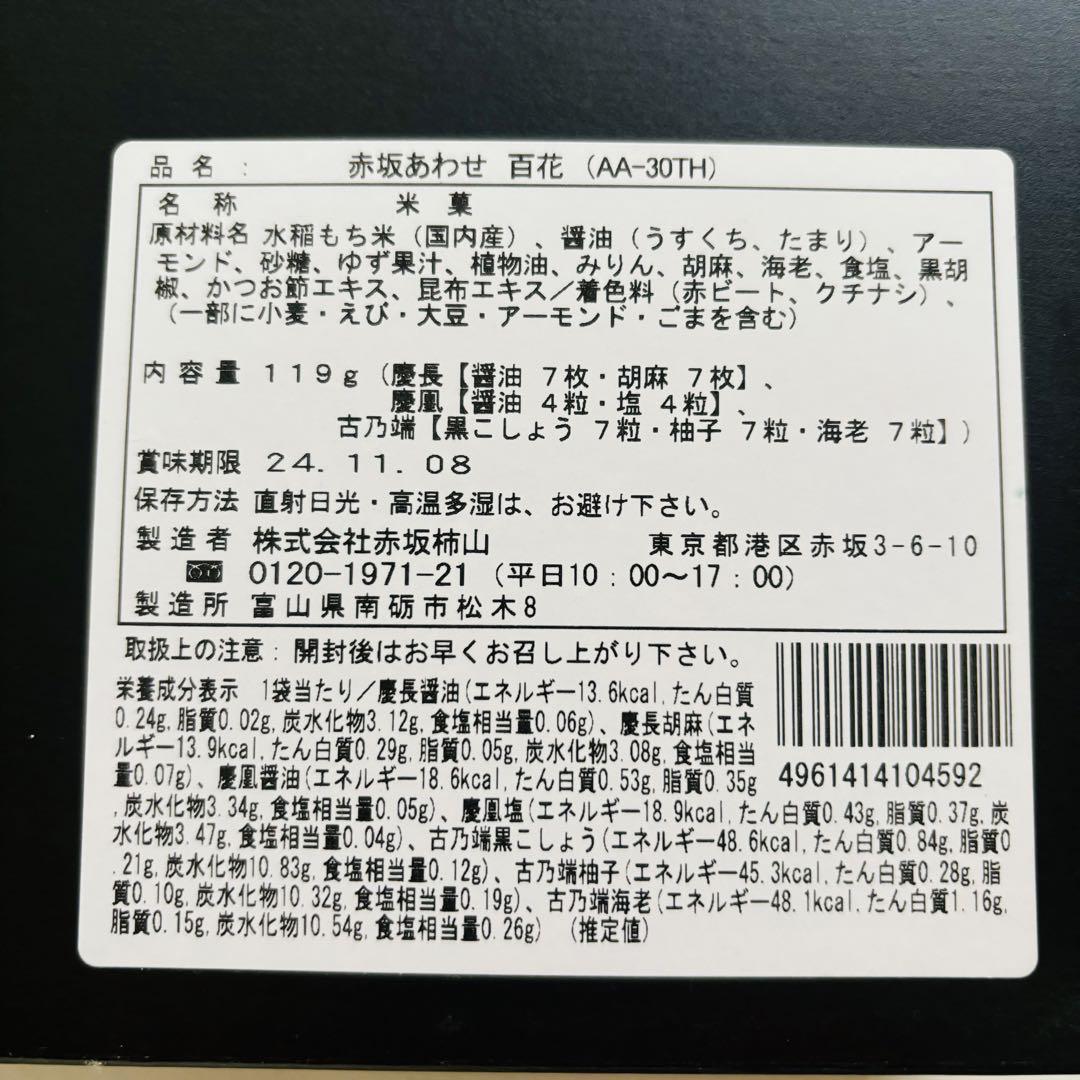 品名： 赤坂あわせ 百花 (AA-30TH)
名称 米菓
原材料名 水稲もち米（国内産）、醤油（うすくち、たまり）、アー
モンド、砂糖、ゆず果汁、植物油、みりん、胡麻、海老、食塩、黒胡
椒、かつお節エキス、昆布エキス／着色料（赤ビート、クチナシ）、
（一部に小麦・えび・大豆・アーモンド・ごまを含む）
内容量 119g（慶長【醤油 7枚・胡麻 7枚】、
慶凰【醤油 4粒・塩 4粒】、
古乃端【黒こしょう 7粒・柚子 7粒・海老 7粒】）
賞味期限 24.11.08
保存方法 直射日光・高温多湿は、お避け下さい。
製造者 株式会社赤坂柿山 東京都港区赤坂3-6-10
0120-1971-21（平日10：00～17：00）
製造所 富山県南砺市松木8
取扱上の注意：開封後はお早くお召し上がり下さい。
栄養成分表示 1袋当たり／慶長醤油(エネルギー13.6kcal,たん白質
0.24g,脂質0.02g,炭水化物3.12g,食塩相当量0.06g)、慶長胡麻(エネ
ルギー13.9kcal,たん白質0.29g,脂質0.05g,炭水化物3.08g,食塩相当
量0.07g)、慶凰醤油(エネルギー18.6kcal,たん白質0.53g,脂質0.35g
,炭水化物3.34g,食塩相当量0.05g)、慶凰塩(エネルギー18.9kcal,たん白質0.43g,脂質0.37g,炭
水化物3.47g,食塩相当量0.04g)、古乃端黒こしょう(エネルギー48.6kcal,たん白質0.84g,脂質0
.21g,炭水化物10.83g,食塩相当量0.12g)、古乃端柚子(エネルギー45.3kcal,たん白質0.28g,脂
質0.10g,炭水化物10.32g,食塩相当量0.19g)、古乃端海老(エネルギー48.1kcal,たん白質1.16g,
脂質0.15g,炭水化物10.54g,食塩相当量0.26g) (推定値)
4961414104592